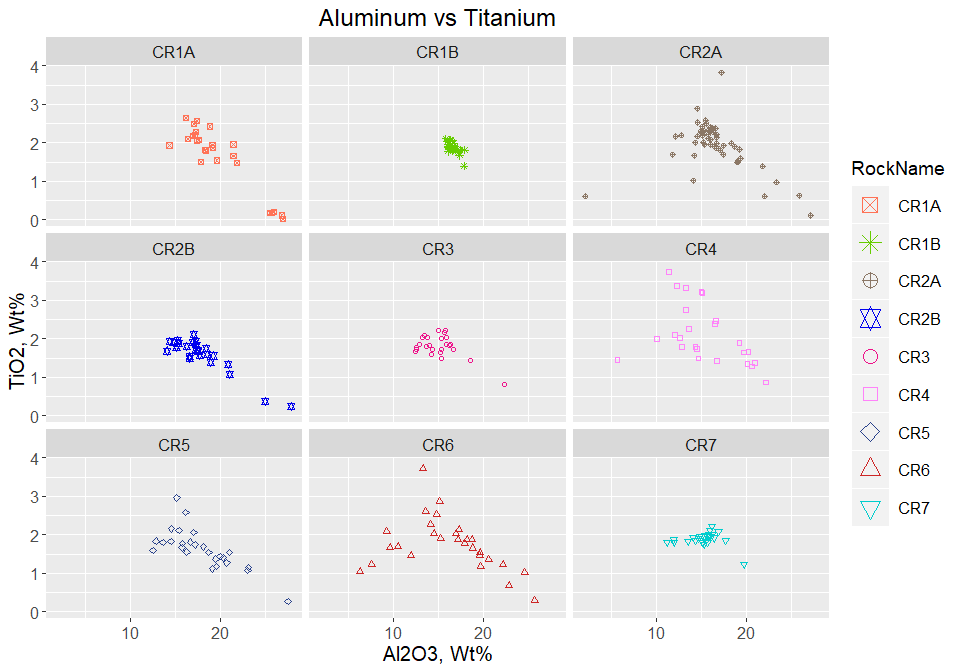 Aluminum vs Titanium
CR1A
CR1B
CR2A
4
3
2
1
0
CR2B
CR3
CR4
4
3
2
1
0
CR5
CR6
CR7
4
3
2
1
0
10
20
10
20
10
20
TiO2, Wt%
Al2O3, Wt%
RockName
CR1A
CR1B
CR2A
CR2B
CR3
CR4
CR5
CR6
CR7